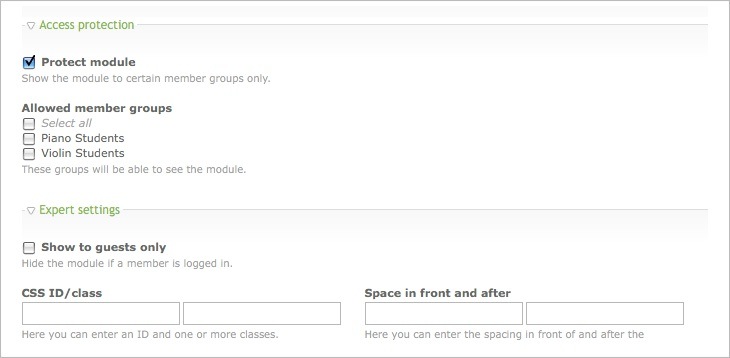 Access protection
Protect module
Show the module to certain member groups only.
Allowed member groups
Select all
Piano Students
Violin Students
These groups will be able to see the module.
Expert settings
Show to guests only
Hide the module if a member is logged in.
CSS ID/class
Space in front and after
Here you can enter an ID and one or more classes.
Here you can enter the spacing in front of and after the